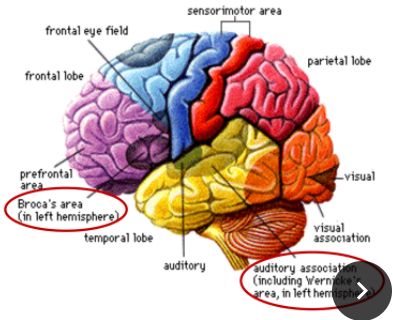 sensorimotor area
frontal eye field
parietal lobe
frontal lobe
prefrontal
area
Broca's area
(in left hemisphere)
temporal lobe
visual
visual
association
auditory
auditory association
(including Wernicke's
area, in left hemisphere)